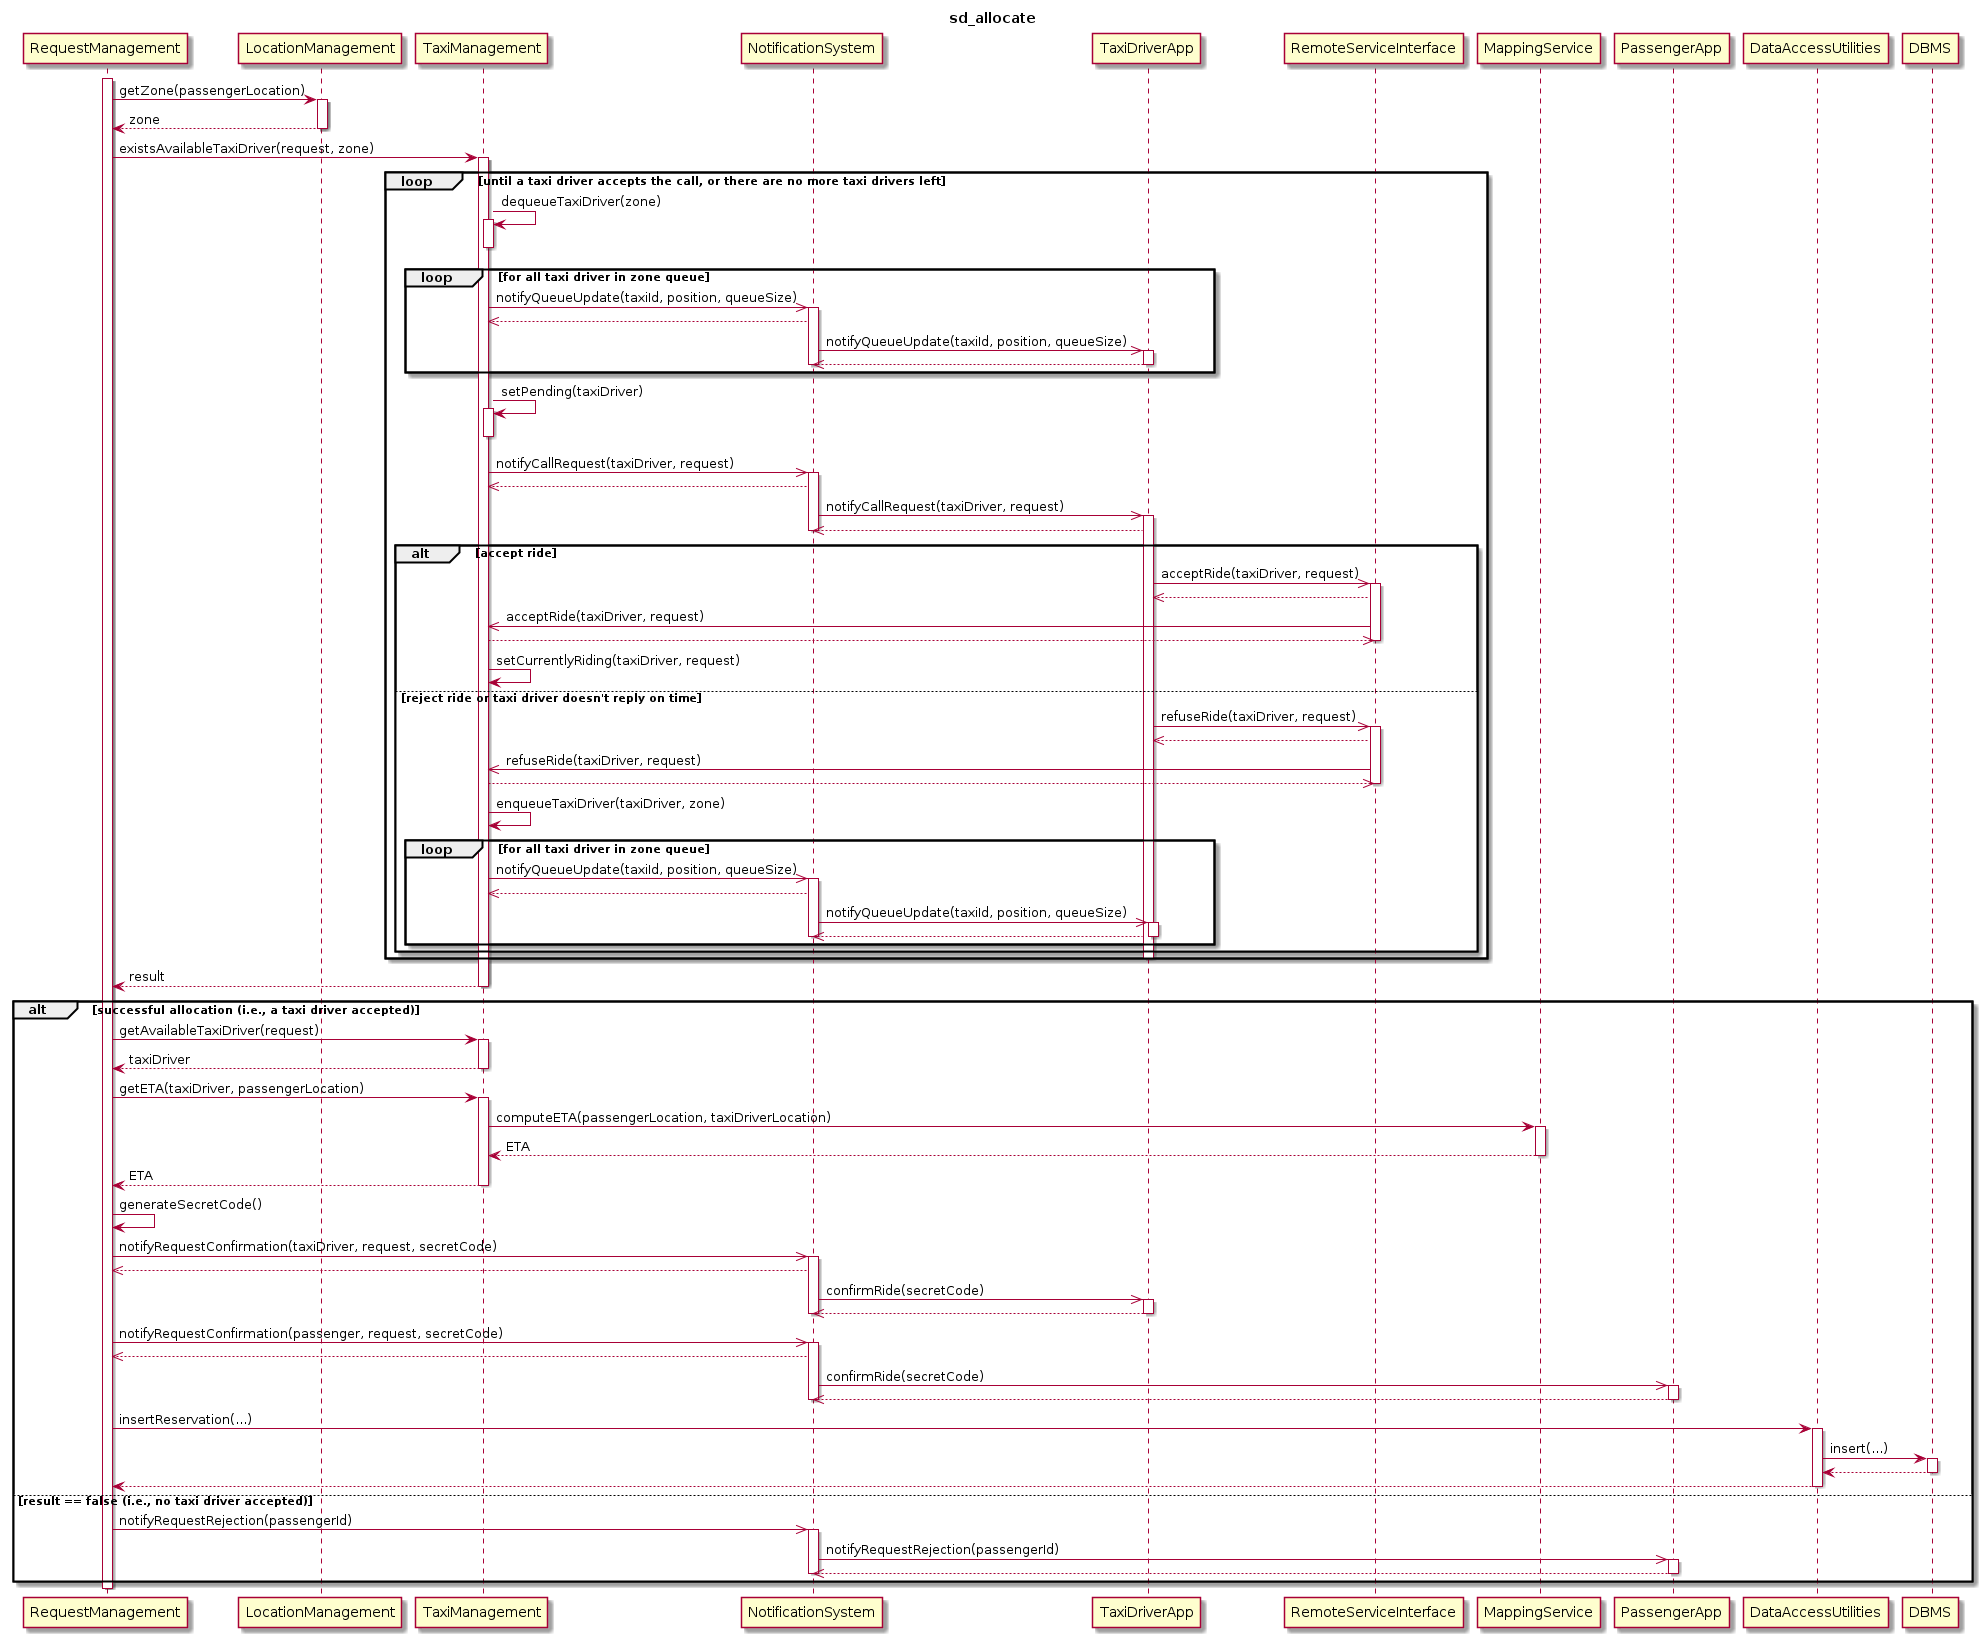 sd_allocate
RequestManagement LocationManagement TaxiManagement NotificationSystem TaxiDriverApp RemoteServiceInterface MappingService PassengerApp DataAccessUtilities DBMS
getZone(passengerLocation)
zone
existsAvailableTaxiDriver(request, zone)
loop [until a taxi driver accepts the call, or there are no more taxi drivers left]
dequeueTaxiDriver(zone)
loop [for all taxi driver in zone queue]
notifyQueueUpdate(taxiId, position, queueSize)
notifyQueueUpdate(taxiId, position, queueSize)
setPending(taxiDriver)
notifyCallRequest(taxiDriver, request)
notifyCallRequest(taxiDriver, request)
alt [accept ride]
acceptRide(taxiDriver, request)
acceptRide(taxiDriver, request)
setCurrentlyRiding(taxiDriver, request)
[reject ride or taxi driver doesn't reply on time]
refuseRide(taxiDriver, request)
refuseRide(taxiDriver, request)
enqueueTaxiDriver(taxiDriver, zone)
loop [for all taxi driver in zone queue]
notifyQueueUpdate(taxiId, position, queueSize)
notifyQueueUpdate(taxiId, position, queueSize)
result
alt [successful allocation (i.e., a taxi driver accepted)]
getAvailableTaxiDriver(request)
taxiDriver
getETA(taxiDriver, passengerLocation)
computeETA(passengerLocation, taxiDriverLocation)
ETA
ETA
generateSecretCode()
notifyRequestConfirmation(taxiDriver, request, secretCode)
confirmRide(secretCode)
notifyRequestConfirmation(passenger, request, secretCode)
confirmRide(secretCode)
insertReservation(...)
insert(...)
[result == false (i.e., no taxi driver accepted)]
notifyRequestRejection(passengerId)
notifyRequestRejection(passengerId)
RequestManagement LocationManagement TaxiManagement NotificationSystem TaxiDriverApp RemoteServiceInterface MappingService PassengerApp DataAccessUtilities DBMS